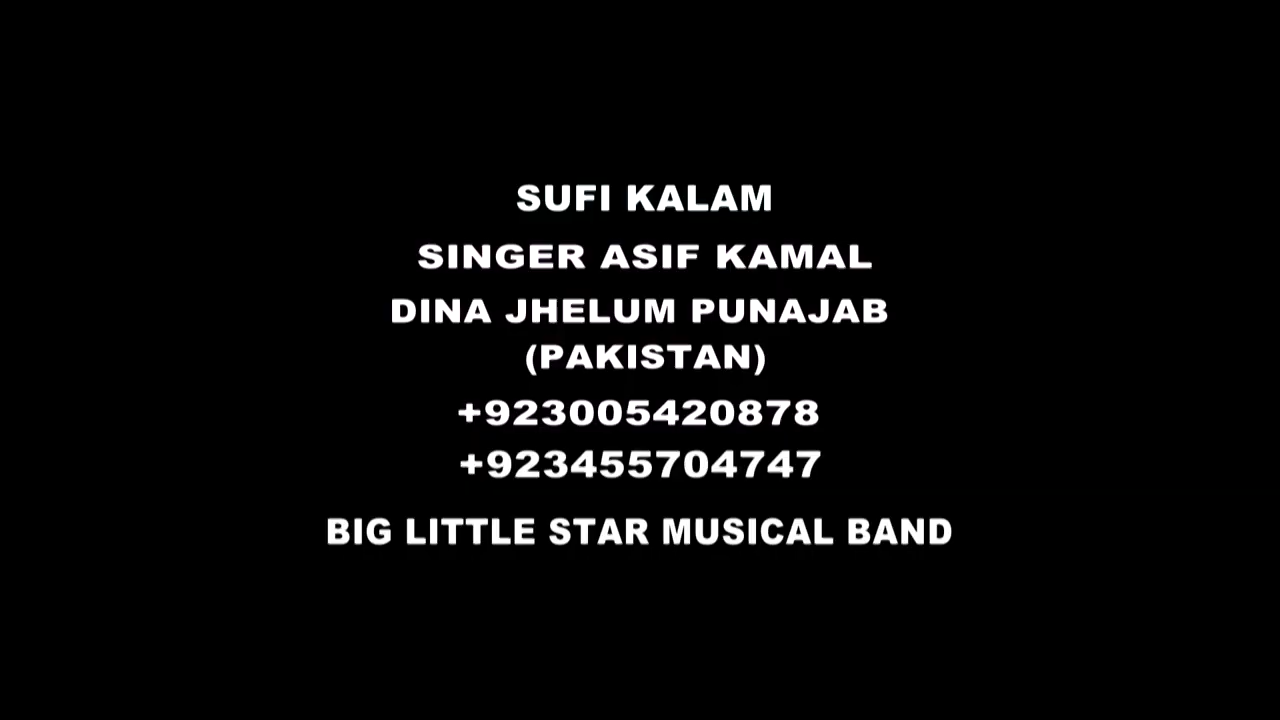 SUFI KALAM
SINGER ASIF KAMAL
DINA JHELUM PUNAJAB
(PAKISTAN)
+923005420878
+923455704747
BIG LITTLE STAR MUSICAL BAND